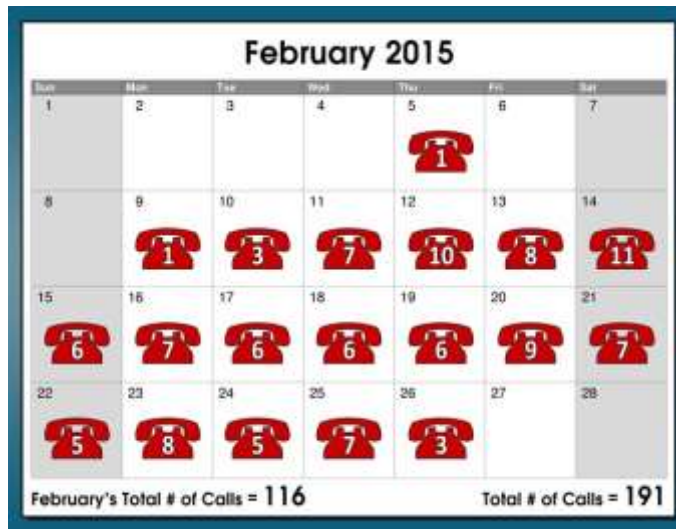 February 2015
Sun Mon Tue Wed Thu Fri Sat
1 2 3 4 5 6 7
1
8 9 10 11 12 13 14
1 3 7 10 8 11
15 16 17 18 19 20 21
6 7 6 6 6 9 7
22 23 24 25 26 27 28
5 8 5 7 3
February's Total # of Calls = 116 Total # of Calls = 191